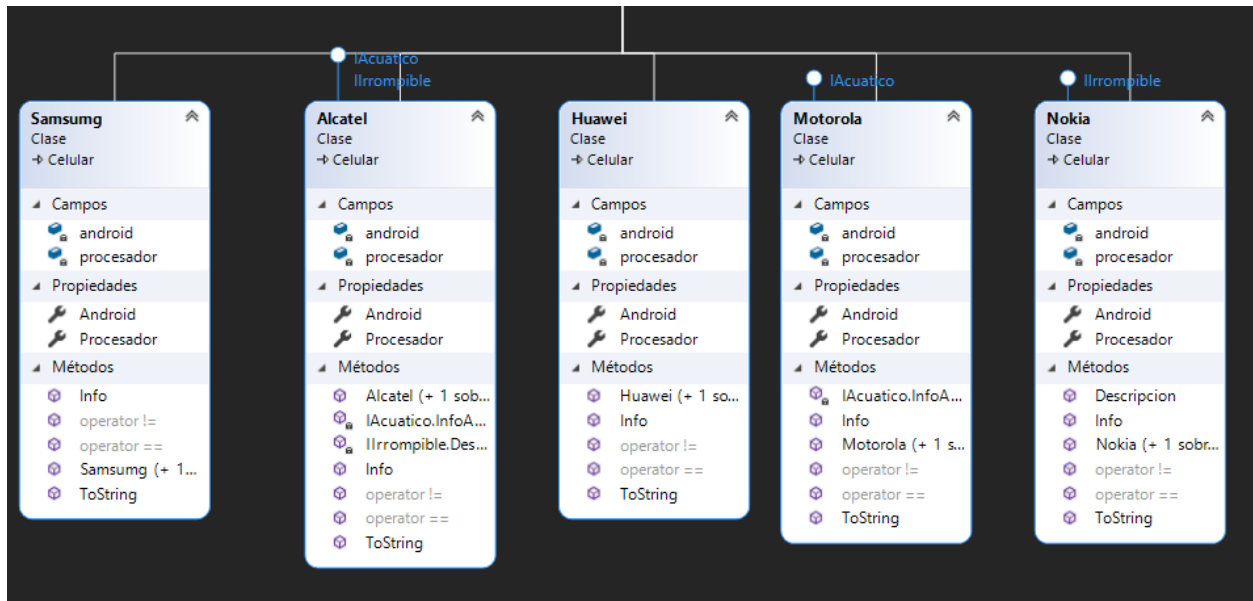 IAcuatico
IIrrompible
IAcuatico
IIrrompible
Samsumg
Clase
Celular
Campos
android
procesador
Propiedades
Android
Procesador
Métodos
Info
operator !=
operator ==
Samsumg (+ 1...
ToString
Alcatel
Clase
Celular
Campos
android
procesador
Propiedades
Android
Procesador
Métodos
Alcatel (+ 1 sob...
IAcuatico.InfoA...
IIrrompible.Des...
Info
operator !=
operator ==
ToString
Huawei
Clase
Celular
Campos
android
procesador
Propiedades
Android
Procesador
Métodos
Huawei (+ 1 so...
Info
operator !=
operator ==
ToString
Motorola
Clase
Celular
Campos
android
procesador
Propiedades
Android
Procesador
Métodos
IAcuatico.InfoA...
Info
Motorola (+ 1 s...
operator !=
operator ==
ToString
Nokia
Clase
Celular
Campos
android
procesador
Propiedades
Android
Procesador
Métodos
Descripcion
Info
Nokia (+ 1 sobr...
operator !=
operator ==
ToString